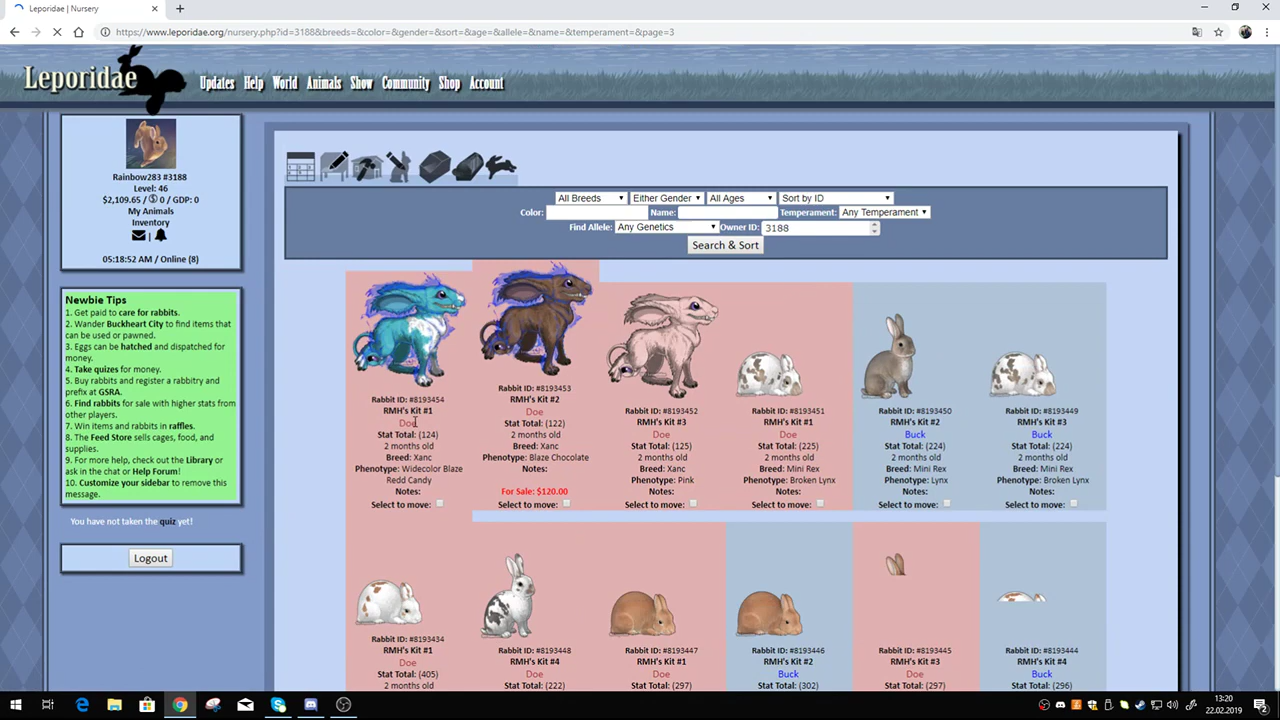 Leporidae | Nursery
https://www.leporidae.org/nursery.php?id=3188&breeds=&color=&gender=&sort=&age=&allele=&name=&temperament=&page=3
Leporidae
Updates Help World Animals Show Community Shop Account
Rainbow283 #3188
Level: 46
$2,109.65 / 0 / GDP: 0
My Animals
Inventory
|
05:18:52 AM / Online (8)
Newbie Tips
1. Get paid to care for rabbits.
2. Wander Buckheart City to find items that
can be used or pawned.
3. Eggs can be hatched and dispatched for
money.
4. Take quizes for money.
5. Buy rabbits and register a rabbitry and
prefix at GSRA.
6. Find rabbits for sale with higher stats from
other players.
7. Win items and rabbits in raffles.
8. The Feed Store sells cages, food, and
supplies.
9. For more help, check out the Library or
ask in the chat or Help Forum!
10. Customize your sidebar to remove this
message.
You have not taken the quiz yet!
Logout
All Breeds Either Gender All Ages Sort by ID
Color: Name: Temperament: Any Temperament
Find Allele: Any Genetics Owner ID: 3188
Search & Sort
Rabbit ID: #8193454
RMH's Kit #1
Doe
Stat Total: (124)
2 months old
Breed: Xanc
Phenotype: Widecolor Blaze
Redd Candy
Notes:
Select to move:
Rabbit ID: #8193453
RMH's Kit #2
Doe
Stat Total: (122)
2 months old
Breed: Xanc
Phenotype: Blaze Chocolate
Notes:
For Sale: $120.00
Select to move:
Rabbit ID: #8193452
RMH's Kit #3
Doe
Stat Total: (125)
2 months old
Breed: Xanc
Phenotype: Pink
Notes:
Select to move:
Rabbit ID: #8193451
RMH's Kit #1
Doe
Stat Total: (225)
2 months old
Breed: Mini Rex
Phenotype: Broken Lynx
Notes:
Select to move:
Rabbit ID: #8193450
RMH's Kit #2
Buck
Stat Total: (224)
2 months old
Breed: Mini Rex
Phenotype: Lynx
Notes:
Select to move:
Rabbit ID: #8193449
RMH's Kit #3
Buck
Stat Total: (224)
2 months old
Breed: Mini Rex
Phenotype: Broken Lynx
Notes:
Select to move:
Rabbit ID: #8193434
RMH's Kit #1
Doe
Stat Total: (405)
2 months old
Rabbit ID: #8193448
RMH's Kit #4
Doe
Stat Total: (222)
Rabbit ID: #8193447
RMH's Kit #1
Doe
Stat Total: (297)
Rabbit ID: #8193446
RMH's Kit #2
Buck
Stat Total: (302)
Rabbit ID: #8193445
RMH's Kit #3
Doe
Stat Total: (297)
Rabbit ID: #8193444
RMH's Kit #4
Buck
Stat Total: (296)
13:20
22.02.2019
2